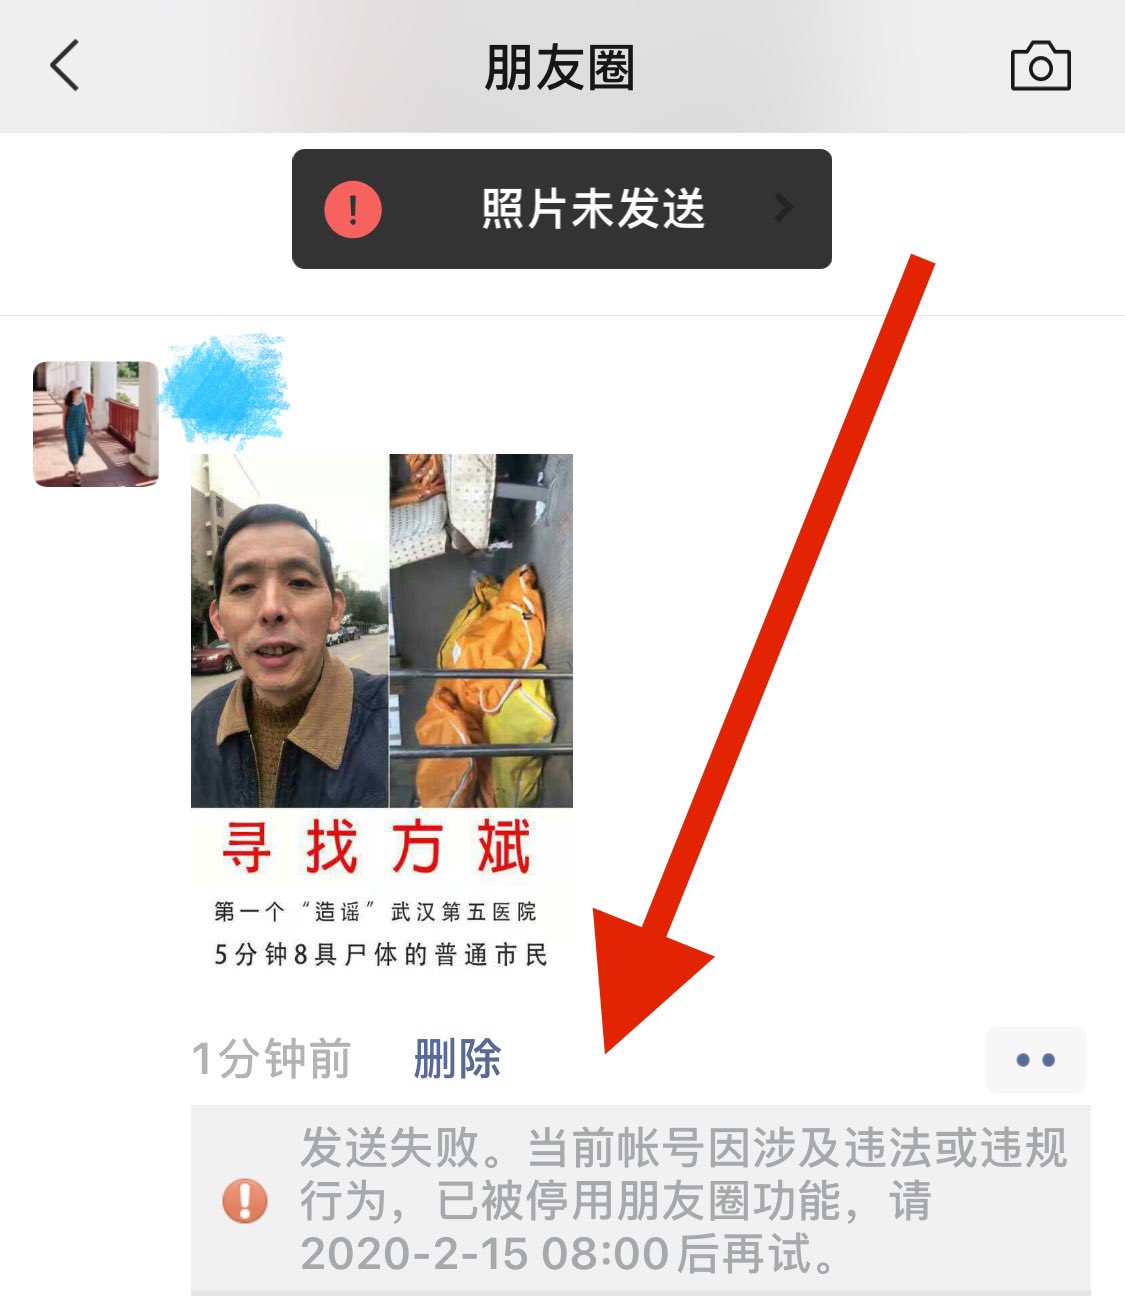 朋友圈
照片未发送
寻找方斌
第一个“造谣”武汉第五医院
5分钟8具尸体的普通市民
1分钟前 删除
发送失败。当前帐号因涉及违法或违规
行为，已被停用朋友圈功能，请
2020-2-15 08:00后再试。